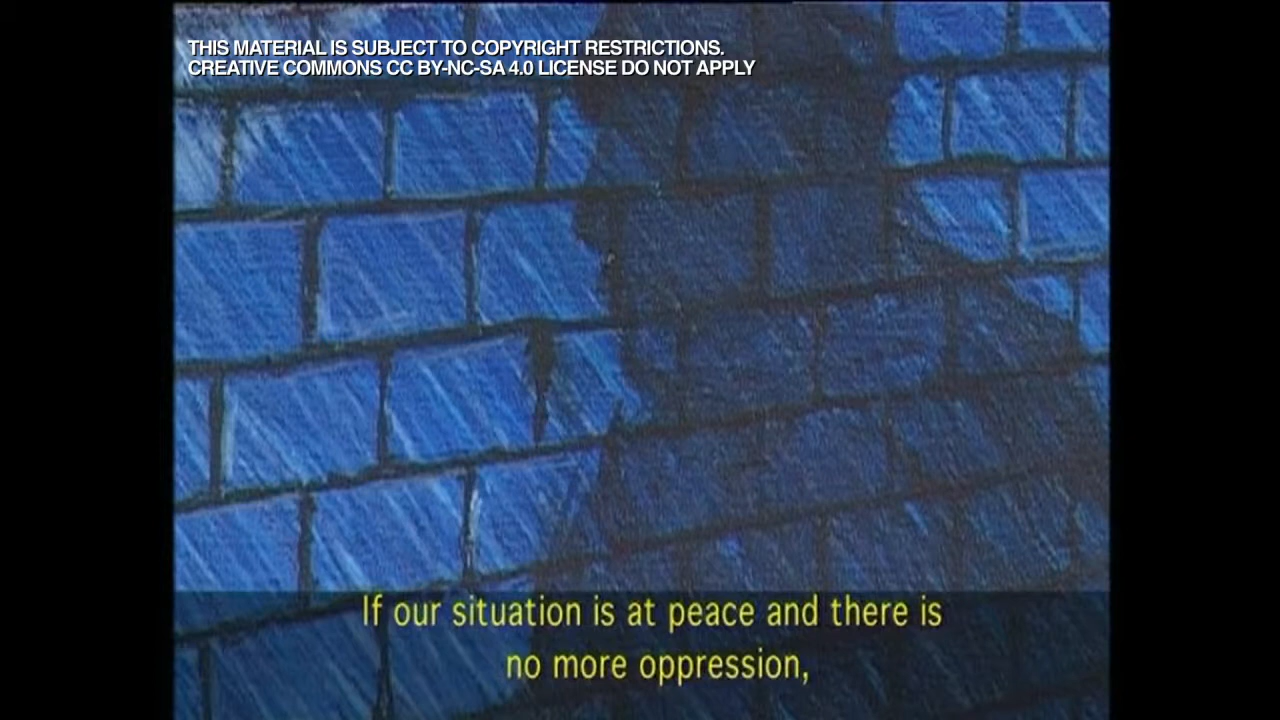 THIS MATERIAL IS SUBJECT TO COPYRIGHT RESTRICTIONS.
CREATIVE COMMONS CC BY-NC-SA 4.0 LICENSE DO NOT APPLY
If our situation is at peace and there is
no more oppression,